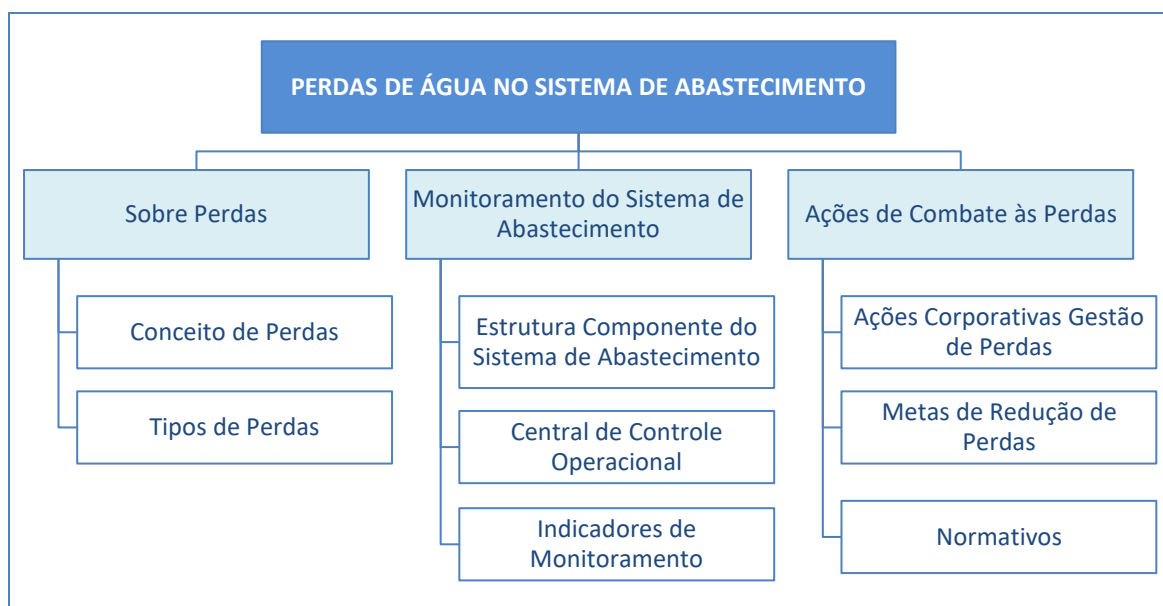 PERDAS DE ÁGUA NO SISTEMA DE ABASTECIMENTO
Sobre Perdas
Conceito de Perdas
Tipos de Perdas
Monitoramento do Sistema de
Abastecimento
Estrutura Componente do
Sistema de Abastecimento
Central de Controle
Operacional
Indicadores de
Monitoramento
Ações de Combate às Perdas
Ações Corporativas Gestão
de Perdas
Metas de Redução de
Perdas
Normativos